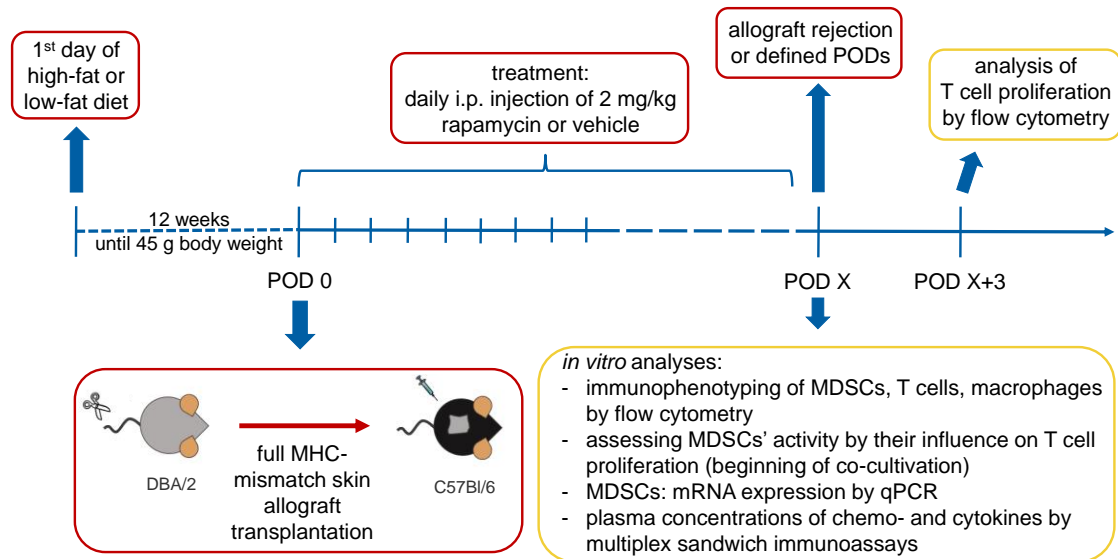 1st day of
high-fat or
low-fat diet
treatment:
daily i.p. injection of 2 mg/kg
rapamycin or vehicle
allograft rejection
or defined PODs
analysis of
T cell proliferation
by flow cytometry
12 weeks
until 45 g body weight
POD 0
POD X
POD X+3
DBA/2
full MHC-
mismatch skin
allograft
transplantation
C57Bl/6
in vitro analyses:
- immunophenotyping of MDSCs, T cells, macrophages
by flow cytometry
- assessing MDSCs' activity by their influence on T cell
proliferation (beginning of co-cultivation)
- MDSCs: mRNA expression by qPCR
- plasma concentrations of chemo- and cytokines by
multiplex sandwich immunoassays